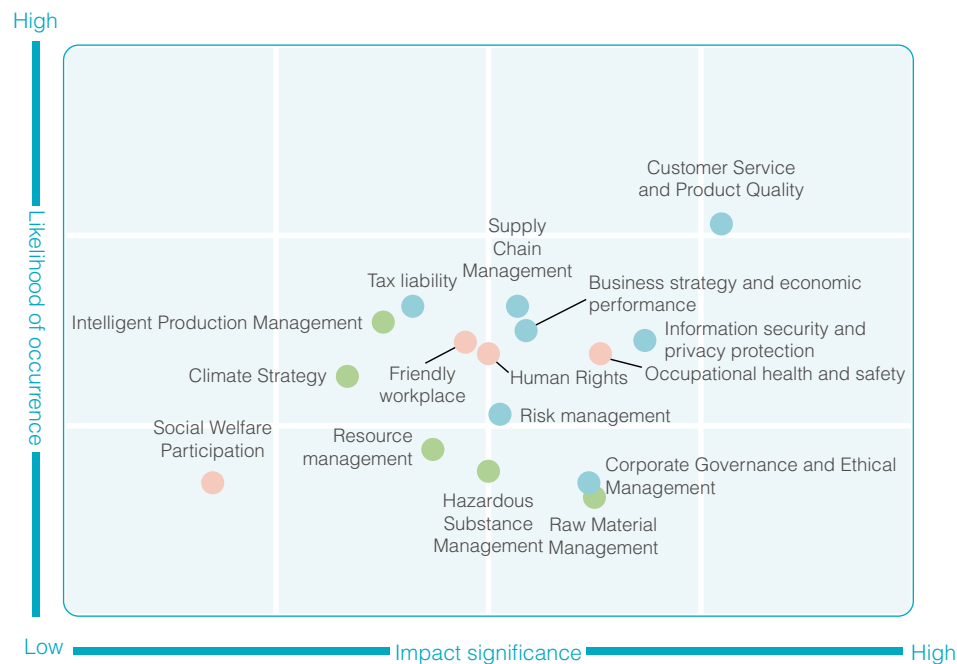 High
Likelihood of occurrence
Customer Service
and Product Quality
Supply
Chain
Management
Tax liability
Business strategy and economic
performance
Intelligent Production Management
Information security and
privacy protection
Friendly
workplace
Human Rights
Occupational health and safety
Climate Strategy
Risk management
Social Welfare
Participation
Resource
management
Corporate Governance and Ethical
Management
Hazardous
Substance
Management
Raw Material
Management
Low
Impact significance
High